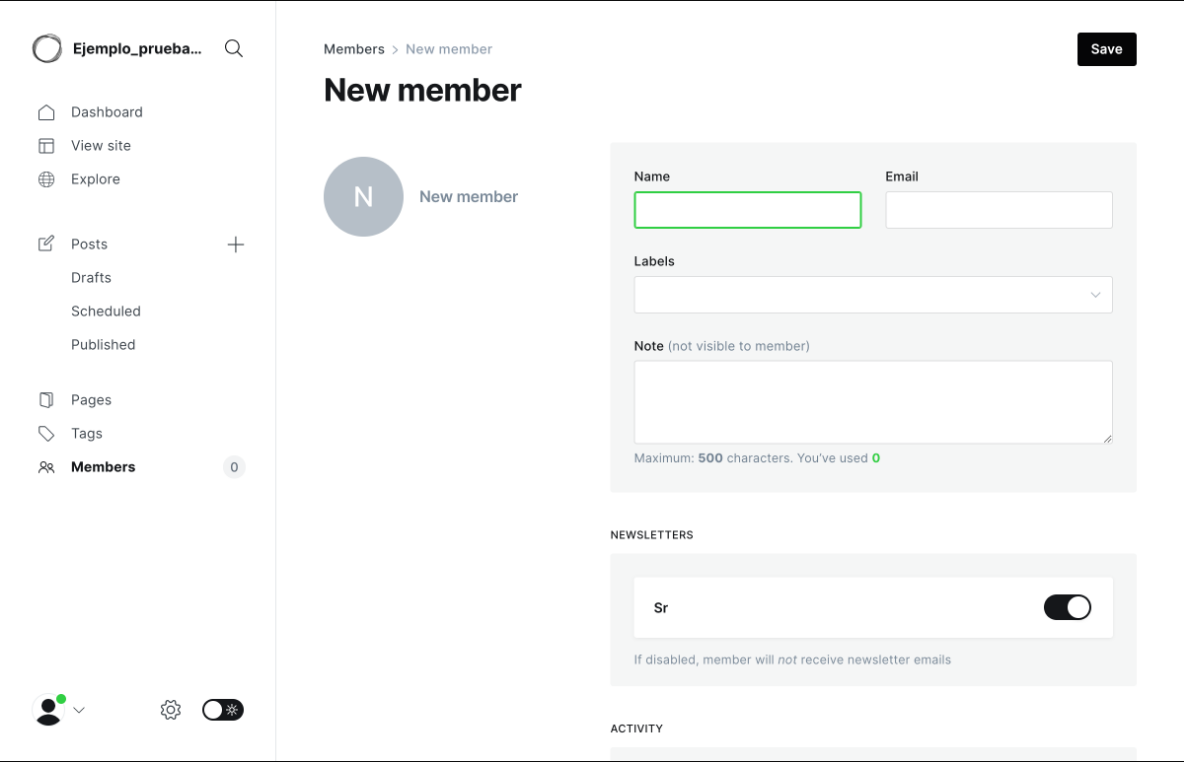 Ejemplo_prueba...
Dashboard
View site
Explore
Posts
Drafts
Scheduled
Published
Pages
Tags
Members 0
Members > New member
Save
New member
N New member
Name Email
Labels
Note (not visible to member)
Maximum: 500 characters. You've used 0
NEWSLETTERS
Sr
If disabled, member will not receive newsletter emails
ACTIVITY